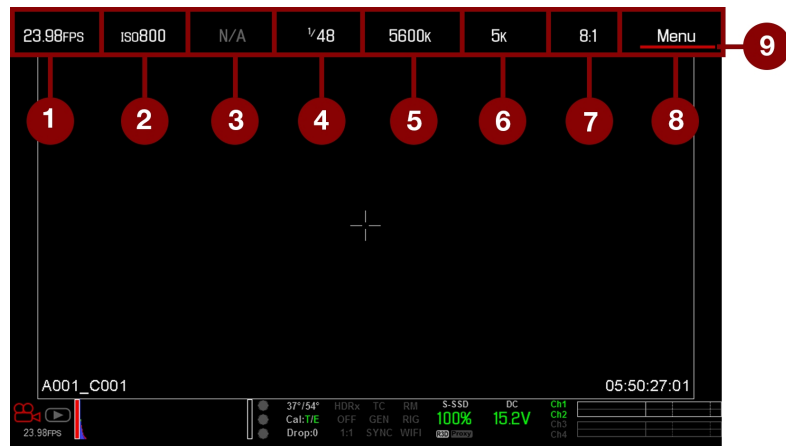 23.98FPS ISO800 N/A 1/48 5600K 5K 8:1 Menu
9
1 2 3 4 5 6 7 8
A001_C001 05:50:27:01
37°/54° HDRx TC RM S-SSD DC Ch1
Cal:T/E OFF GEN RIG 100% 15.2V Ch2
23.98FPS Drop:0 1:1 SYNC WIFI R3D Proxy Ch3
Ch4